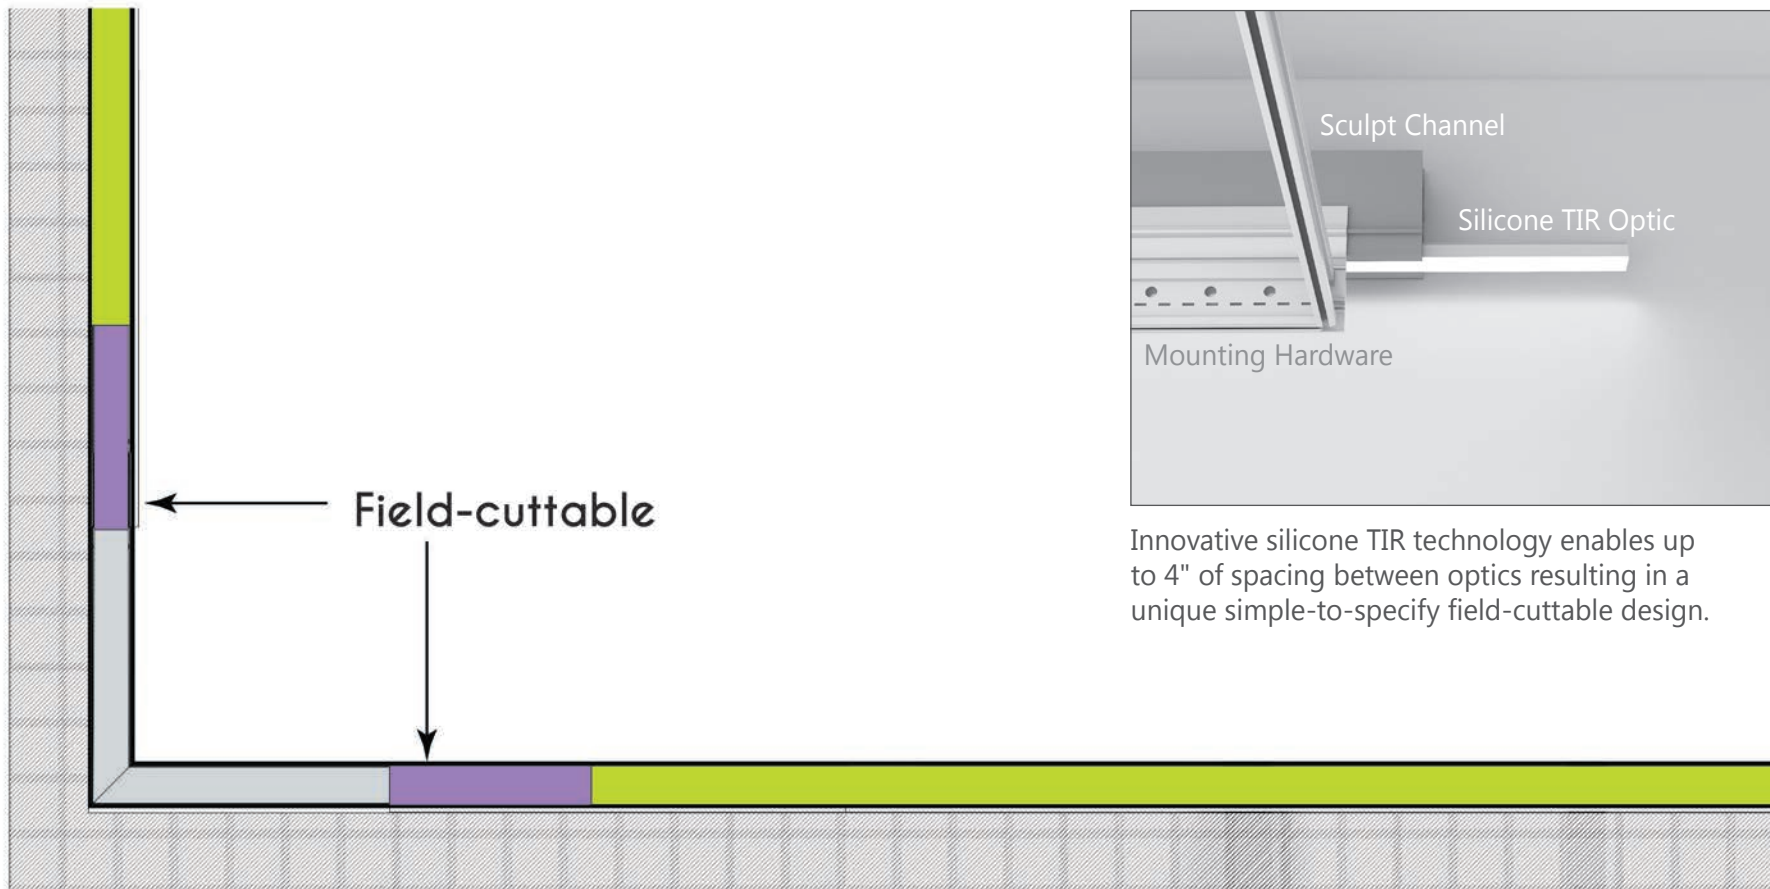 Sculpt Channel
Silicone TIR Optic
Mounting Hardware
Field-cuttable
Innovative silicone TIR technology enables up
to 4" of spacing between optics resulting in a
unique simple-to-specify field-cuttable design.